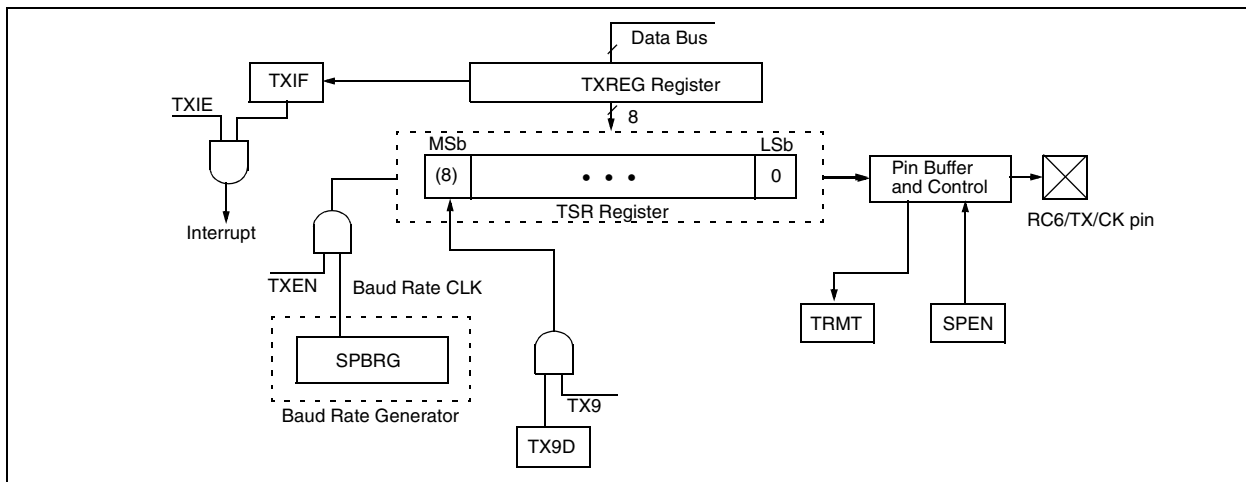 Data Bus
TXIF
TXREG Register
TXIE
8
MSb
LSb
(8)
• • •
0
Pin Buffer
and Control
TSR Register
RC6/TX/CK pin
Interrupt
TXEN
Baud Rate CLK
TRMT
SPEN
SPBRG
TX9
Baud Rate Generator
TX9D